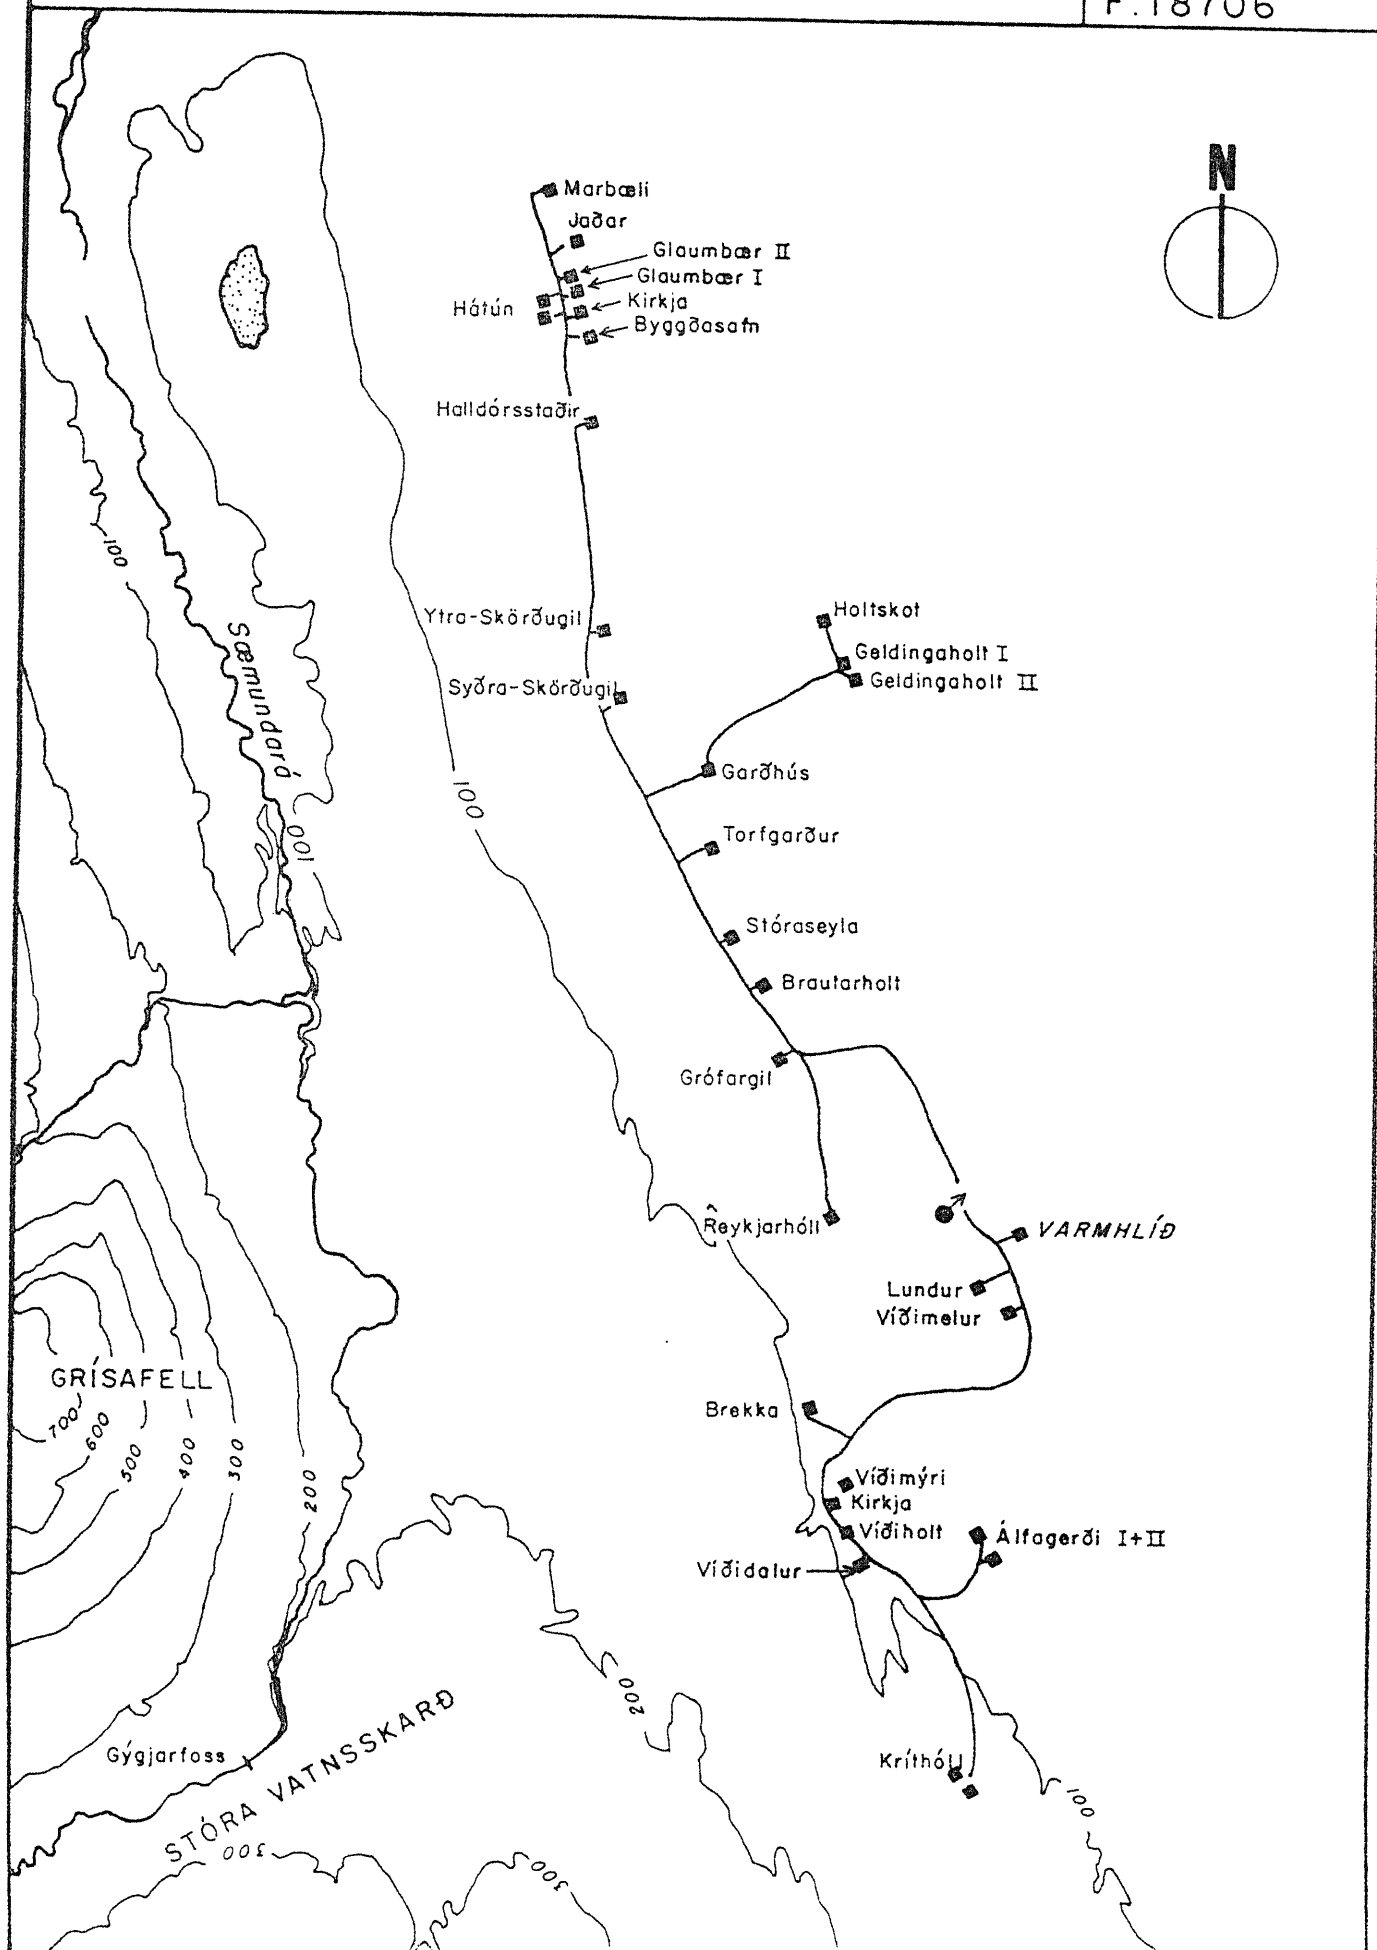 F.18706
N
Marbæli
Jaðar
Glaumbær II
Glaumbær I
Kirkja
Hátún
Byggðasafn
Halldórsstaðir
100
Holtskot
Ytra-Skörðugil
Geldingaholt I
Geldingaholt II
Sæmundará
Syðra-Skörðugil
Garðhús
100
Torfgarður
100
Stóraseyla
Brautarholt
Grófargil
Reykjarhóll
VARMHLÍÐ
Lundur
Víðimelur
GRÍSAFELL
Brekka
700
600
500
400
300
200
Víðimýri
Kirkja
Víðiholt
Álfagerði I+II
Víðidalur
200
Gýgjarfoss
STÓRA VATNSSKARÐ
Kríthóll
100
300
300